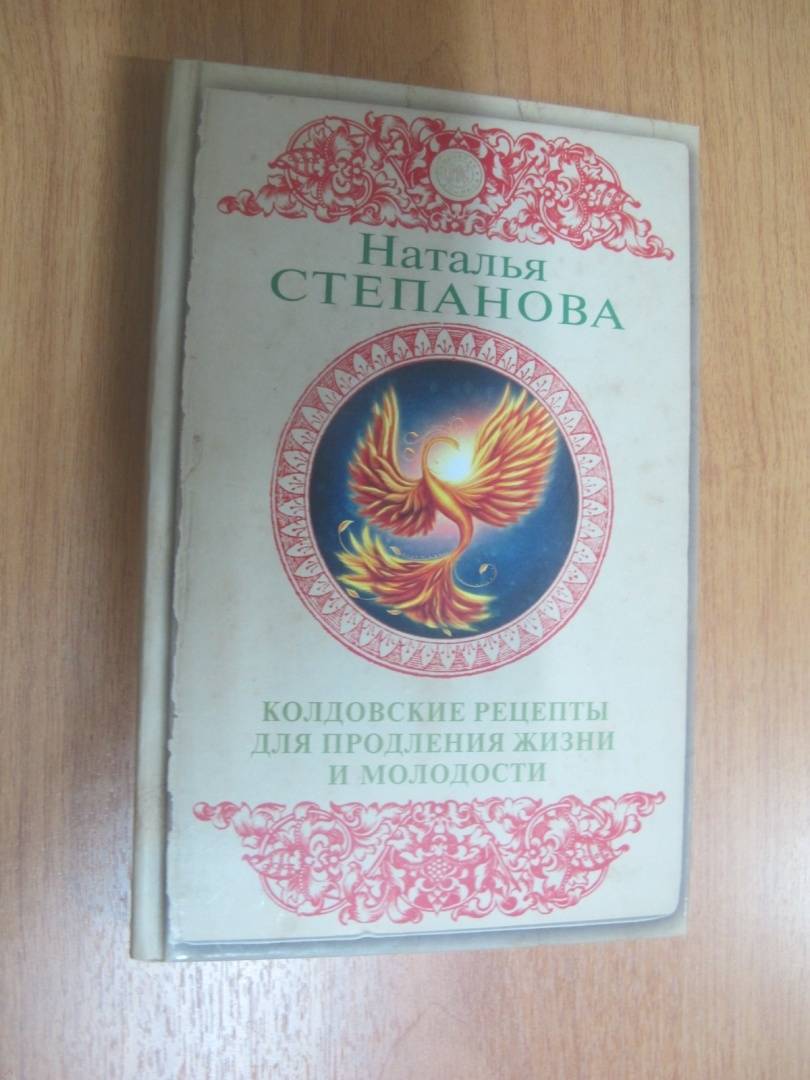 Наталья
СТЕПАНОВА
КОЛДОВСКИЕ РЕЦЕПТЫ
ДЛЯ ПРОДЛЕНИЯ ЖИЗНИ
И МОЛОДОСТИ